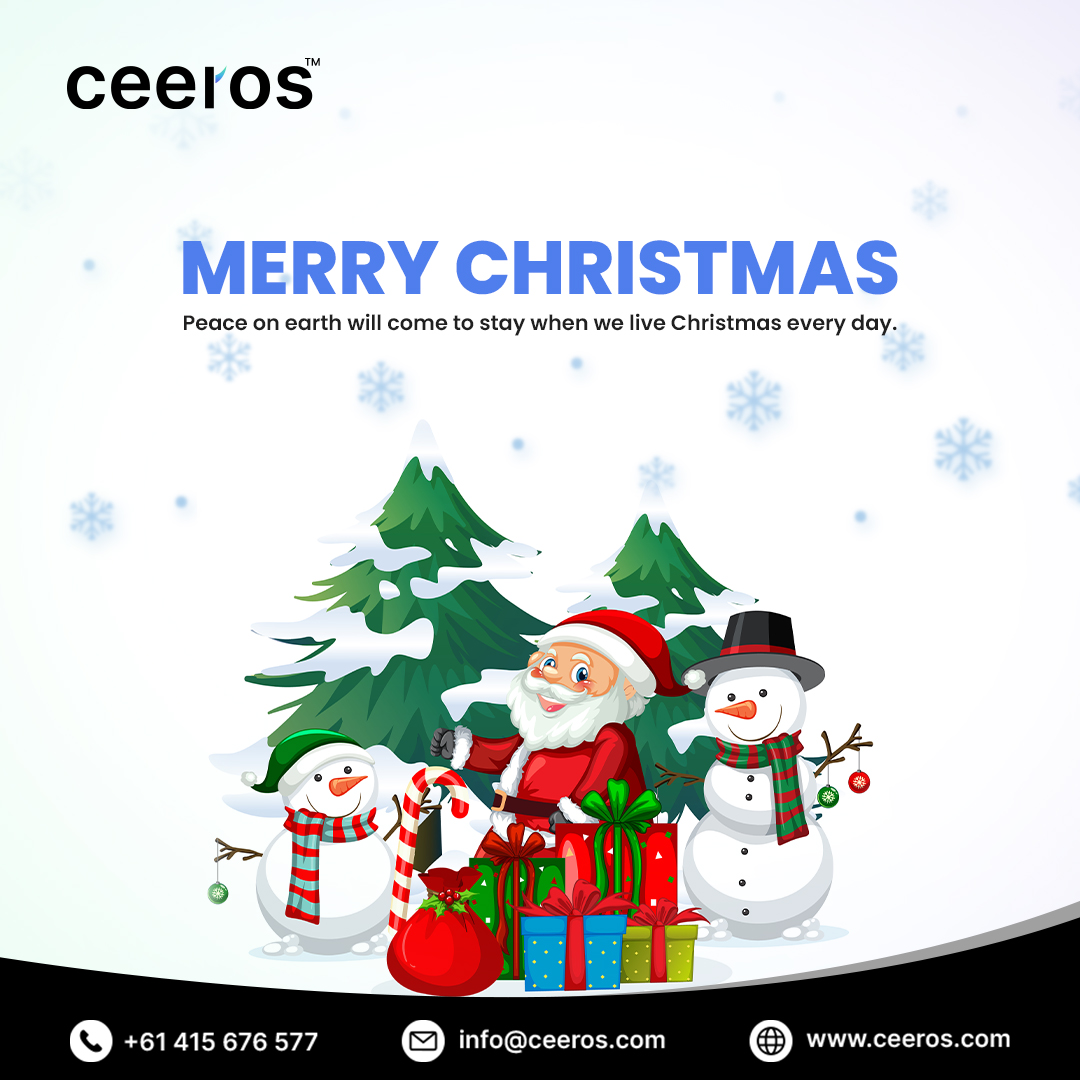 ceeros™
MERRY CHRISTMAS
Peace on earth will come to stay when we live Christmas every day.
+61 415 676 577
info@ceeros.com
www.ceeros.com